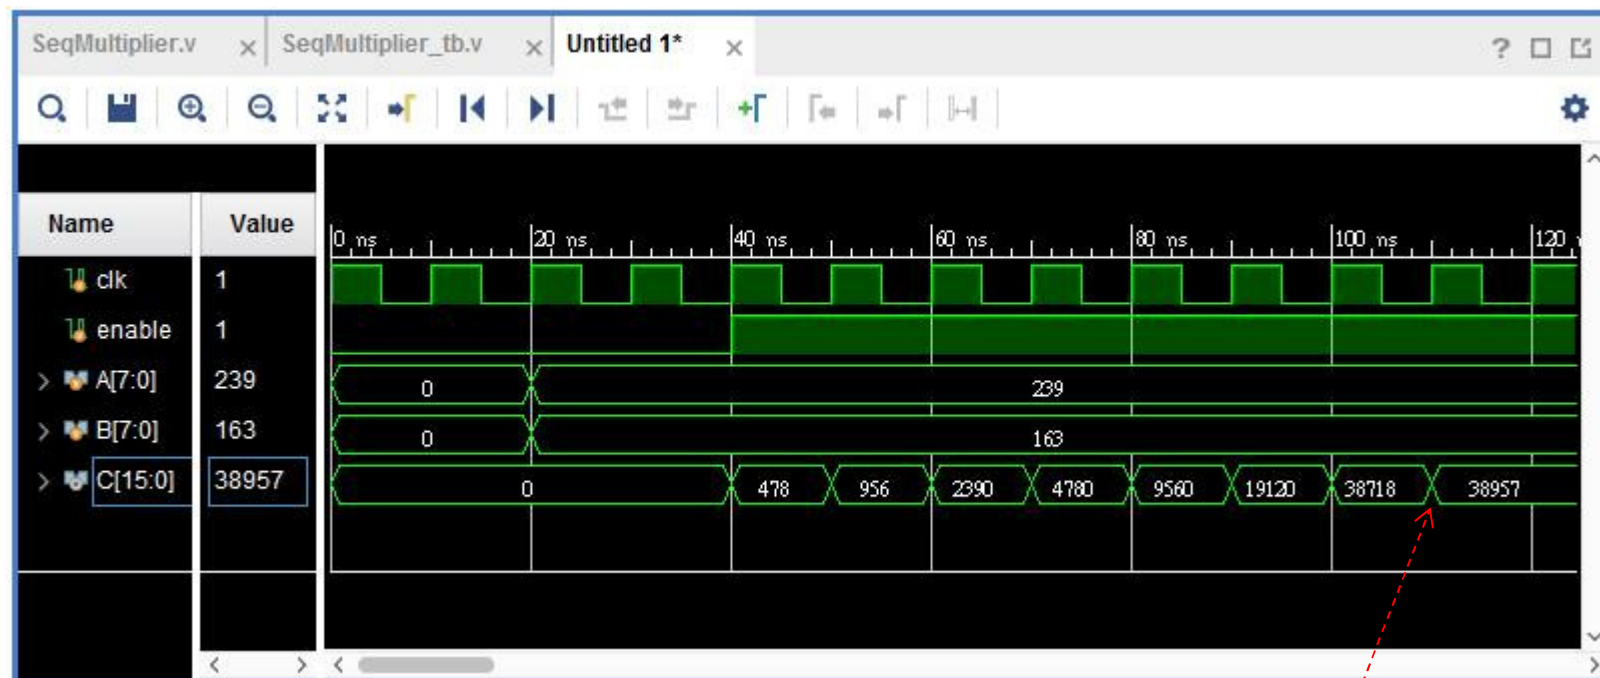 SeqMultiplier.v SeqMultiplier_tb.v Untitled 1*
Name Value
0 ns 20 ns 40 ns 60 ns 80 ns 100 ns 120
clk 1
enable 1
A[7:0] 239 0 239
B[7:0] 163 0 163
C[15:0] 38957 0 478 956 2390 4780 9560 19120 38718 38957